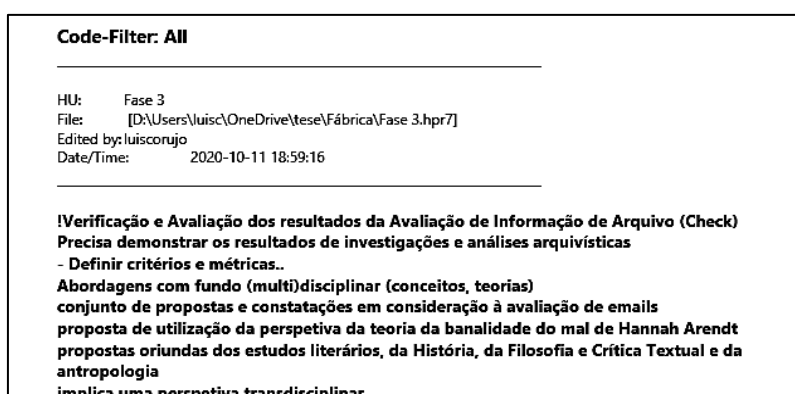 Code-Filter: All
HU: Fase 3
File: [D:\Users\luisc\OneDrive\tese\Fábrica\Fase 3.hpr7]
Edited by: luiscorujo
Date/Time: 2020-10-11 18:59:16
!Verificação e Avaliação dos resultados da Avaliação de Informação de Arquivo (Check)
Precisa demonstrar os resultados de investigações e análises arquivísticas
- Definir critérios e métricas..
Abordagens com fundo (multi)disciplinar (conceitos, teorias)
conjunto de propostas e constatações em consideração à avaliação de emails
proposta de utilização da perspetiva da teoria da banalidade do mal de Hannah Arendt
propostas oriundas dos estudos literários, da História, da Filosofia e Crítica Textual e da
antropologia
implica uma perspetiva transdisciplinar